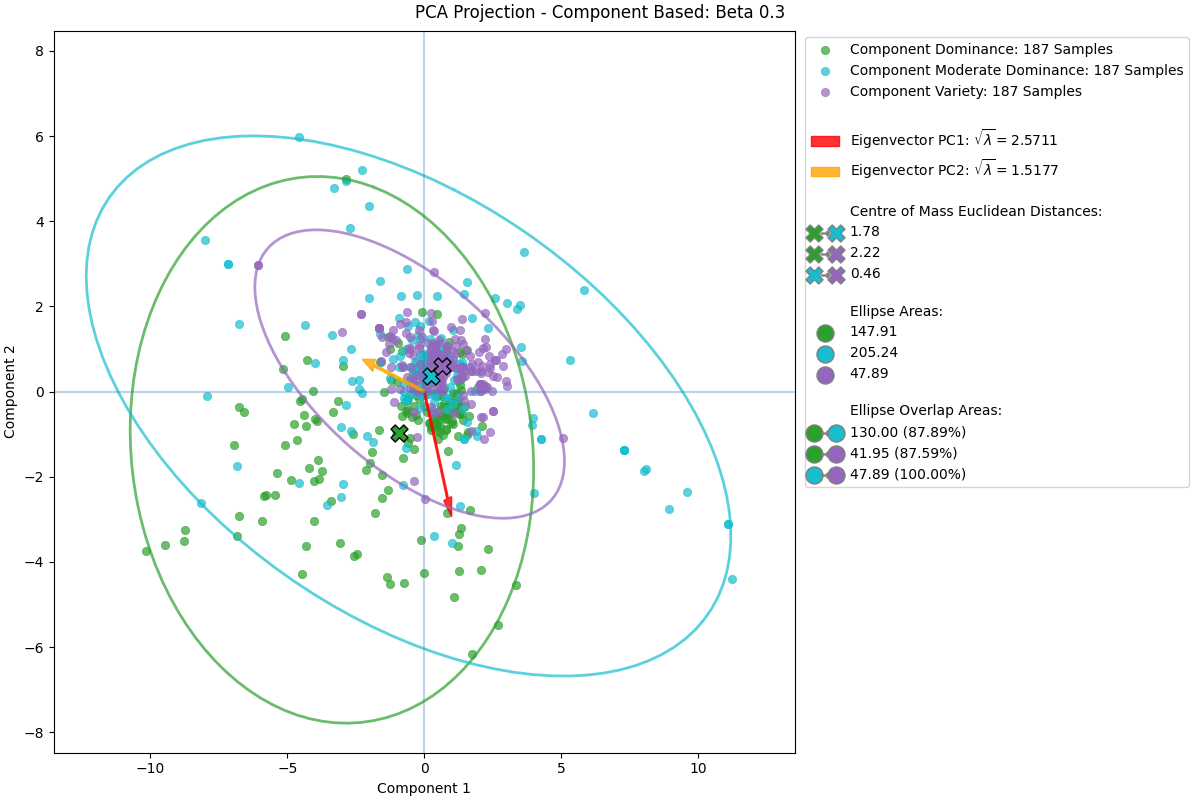 PCA Projection - Component Based: Beta 0.3
Component 2
8
6
4
2
0
−2
−4
−6
−8
−10
−5
0
5
10
Component 1
Component Dominance: 187 Samples
Component Moderate Dominance: 187 Samples
Component Variety: 187 Samples
Eigenvector PC1: √λ = 2.5711
Eigenvector PC2: √λ = 1.5177
Centre of Mass Euclidean Distances:
1.78
2.22
0.46
Ellipse Areas:
147.91
205.24
47.89
Ellipse Overlap Areas:
130.00 (87.89%)
41.95 (87.59%)
47.89 (100.00%)